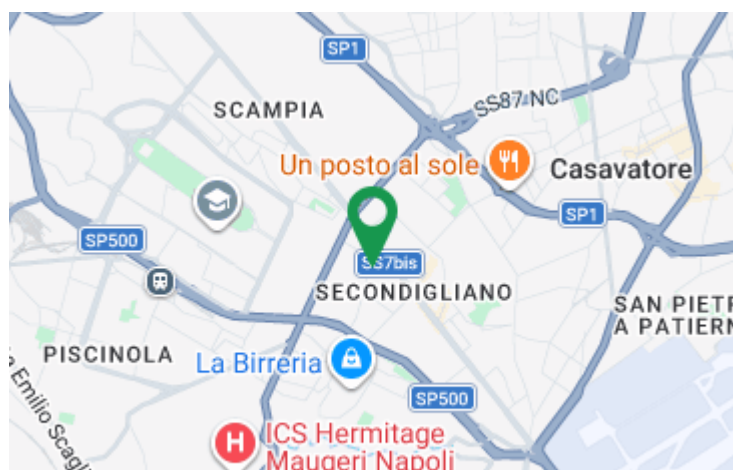 SP1
SS87 NC
SCAMPIA
Un posto al sole
Casavatore
SP1
SP500
SS7bis
SECONDIGLIANO
SAN PIETR
A PATIERN
PISCINOLA
La Birreria
SP500
Emilio Scagli
ICS Hermitage
Maugeri Napoli
H